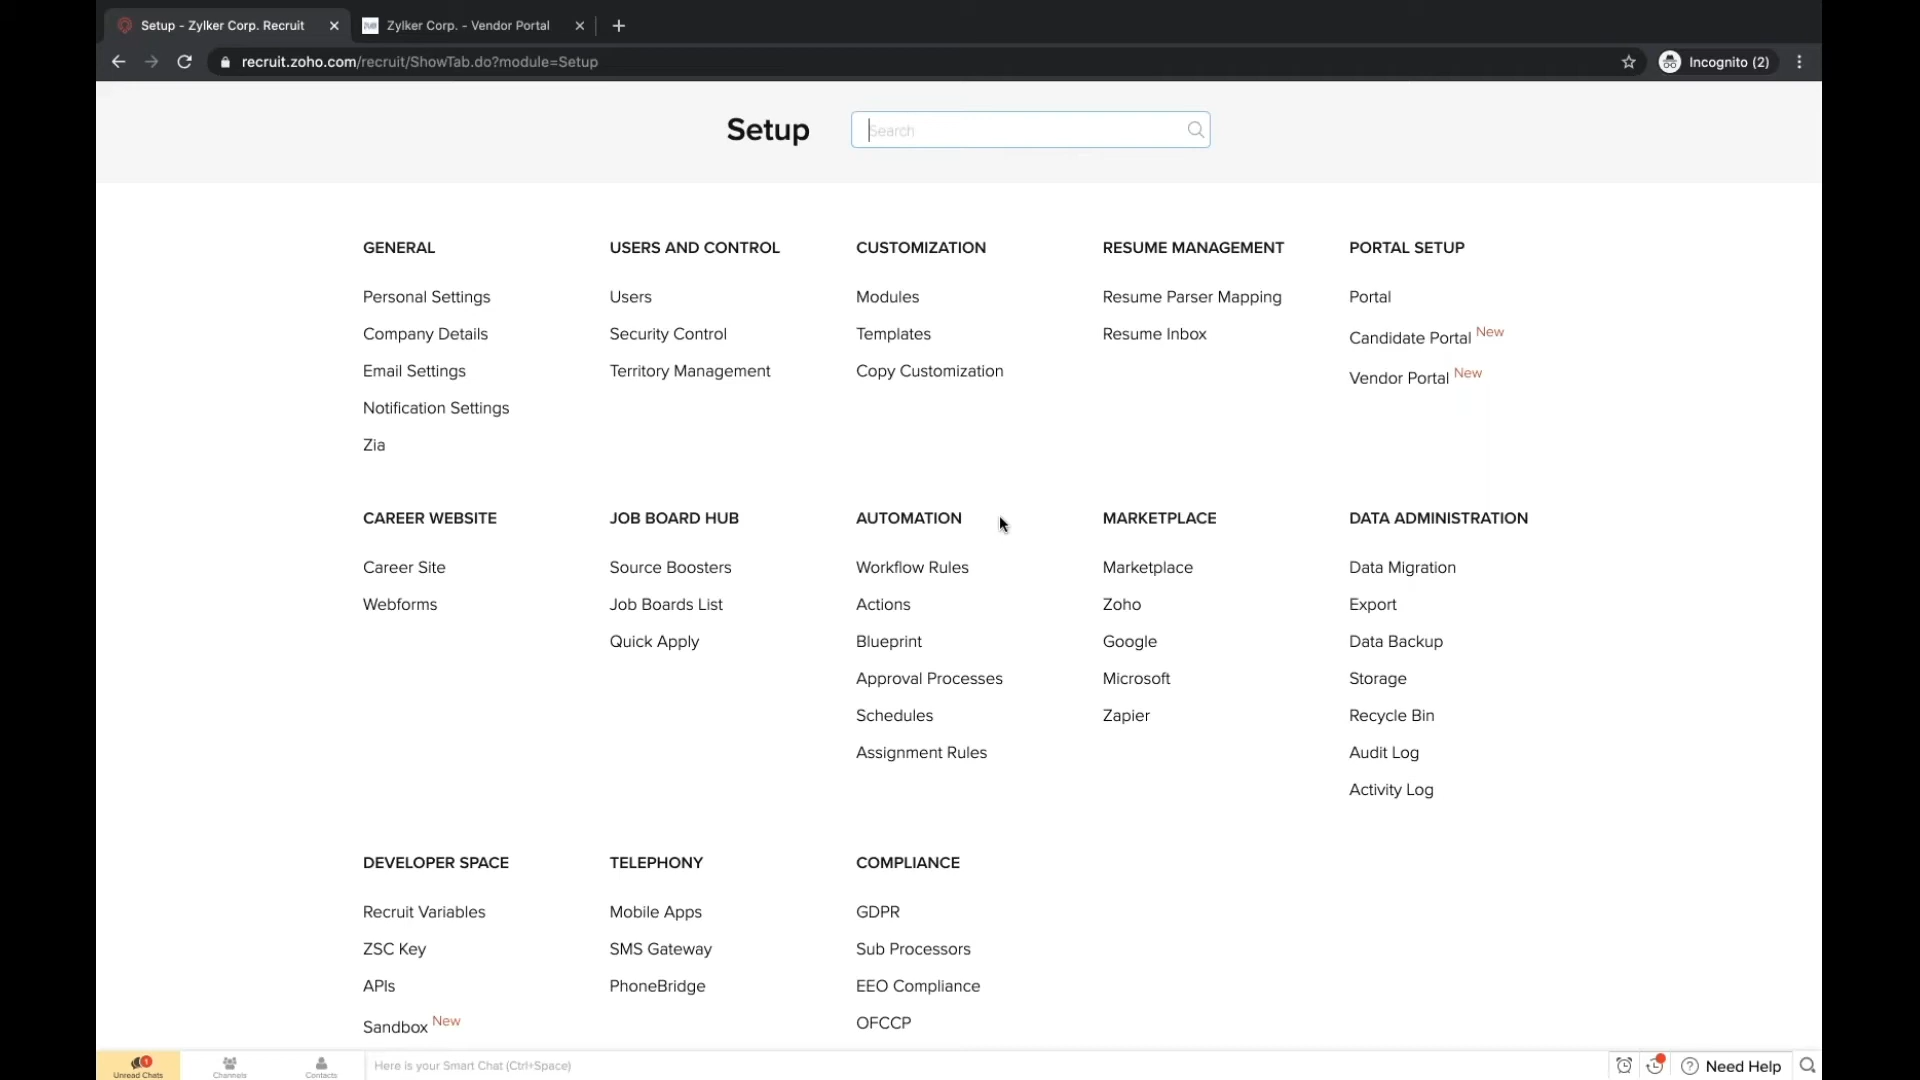 Setup - Zylker Corp. Recruit
Zylker Corp. - Vendor Portal
recruit.zoho.com/recruit/ShowTab.do?module=Setup
Incognito (2)
Setup
Search
GENERAL
Personal Settings
Company Details
Email Settings
Notification Settings
Zia
USERS AND CONTROL
Users
Security Control
Territory Management
CUSTOMIZATION
Modules
Templates
Copy Customization
RESUME MANAGEMENT
Resume Parser Mapping
Resume Inbox
PORTAL SETUP
Portal
Candidate Portal New
Vendor Portal New
CAREER WEBSITE
Career Site
Webforms
JOB BOARD HUB
Source Boosters
Job Boards List
Quick Apply
AUTOMATION
Workflow Rules
Actions
Blueprint
Approval Processes
Schedules
Assignment Rules
MARKETPLACE
Marketplace
Zoho
Google
Microsoft
Zapier
DATA ADMINISTRATION
Data Migration
Export
Data Backup
Storage
Recycle Bin
Audit Log
Activity Log
DEVELOPER SPACE
Recruit Variables
ZSC Key
APIs
Sandbox New
TELEPHONY
Mobile Apps
SMS Gateway
PhoneBridge
COMPLIANCE
GDPR
Sub Processors
EEO Compliance
OFCCP
1
Unread Chats
Channels
Contacts
Here is your Smart Chat (Ctrl+Space)
Need Help